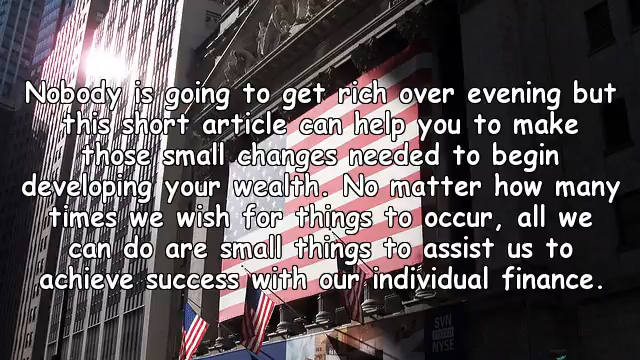 Nobody is going to get rich over evening but
this short article can help you to make
those small changes needed to begin
developing your wealth. No matter how many
times we wish for things to occur, all we
can do are small things to assist us to
achieve success with our individual finance.
NYSE